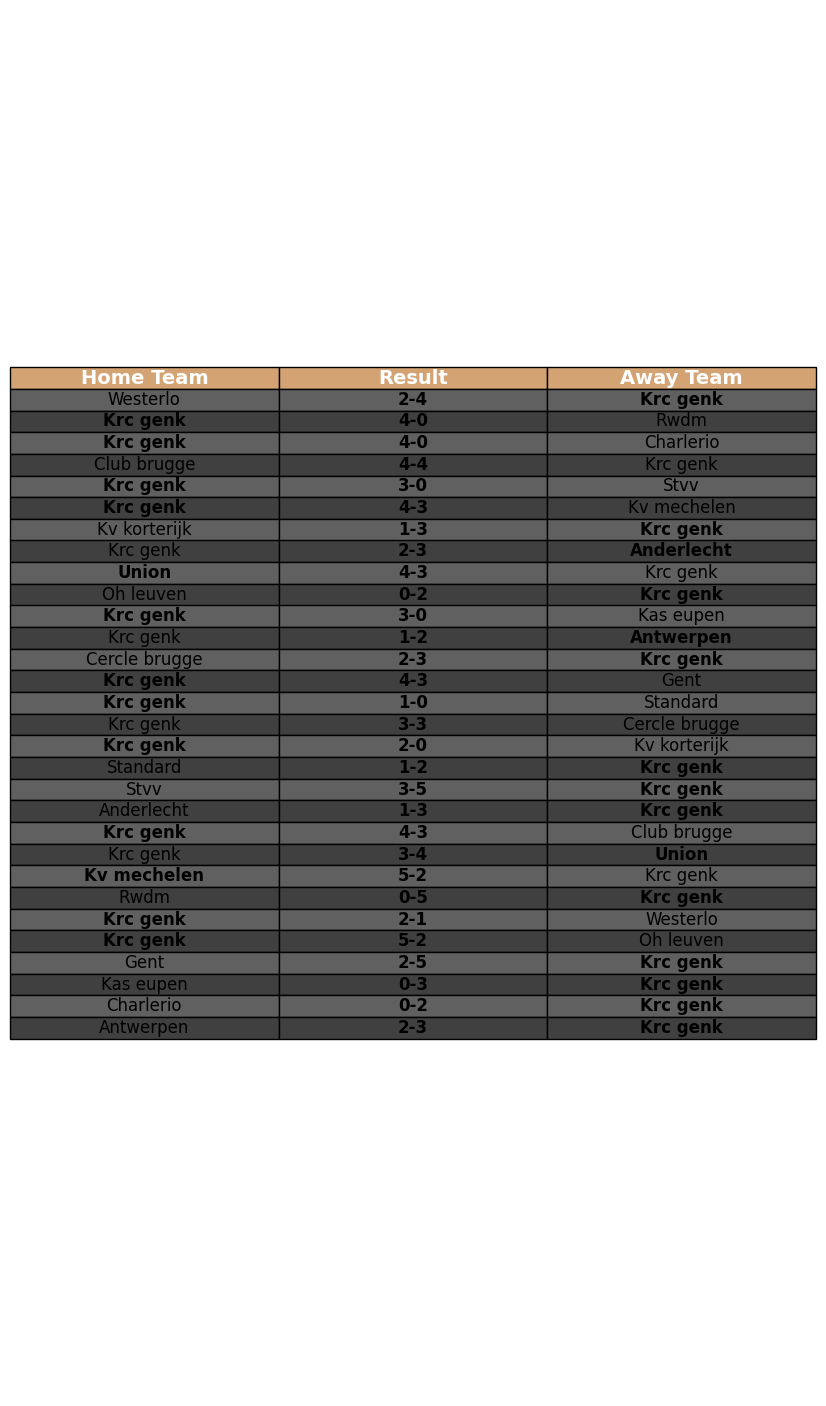 Home Team Result Away Team
Westerlo 2-4 Krc genk
Krc genk 4-0 Rwdm
Krc genk 4-0 Charlerio
Club brugge 4-4 Krc genk
Krc genk 3-0 Stvv
Krc genk 4-3 Kv mechelen
Kv korterijk 1-3 Krc genk
Krc genk 2-3 Anderlecht
Union 4-3 Krc genk
Oh leuven 0-2 Krc genk
Krc genk 3-0 Kas eupen
Krc genk 1-2 Antwerpen
Cercle brugge 2-3 Krc genk
Krc genk 4-3 Gent
Krc genk 1-0 Standard
Krc genk 3-3 Cercle brugge
Krc genk 2-0 Kv korterijk
Standard 1-2 Krc genk
Stvv 3-5 Krc genk
Anderlecht 1-3 Krc genk
Krc genk 4-3 Club brugge
Krc genk 3-4 Union
Kv mechelen 5-2 Krc genk
Rwdm 0-5 Krc genk
Krc genk 2-1 Westerlo
Krc genk 5-2 Oh leuven
Gent 2-5 Krc genk
Kas eupen 0-3 Krc genk
Charlerio 0-2 Krc genk
Antwerpen 2-3 Krc genk